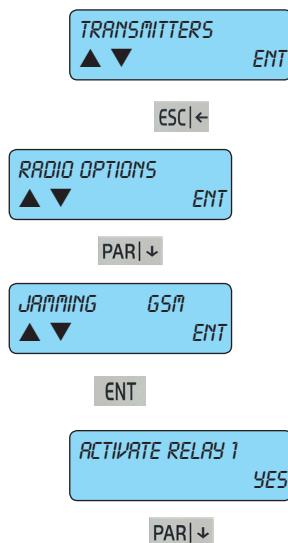 TRANSMITTERS
▲ ▼ ENT
ESC|←
RADIO OPTIONS
▲ ▼ ENT
PAR|↓
JAMMING GSM
▲ ▼ ENT
ENT
ACTIVATE RELAY 1
YES
PAR|↓